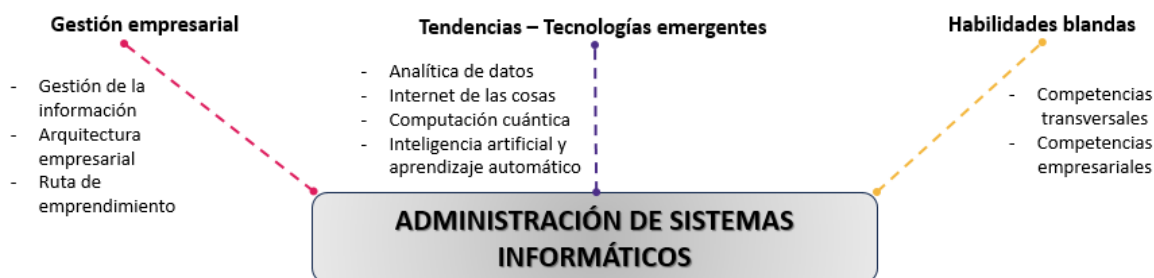 Gestión empresarial
- Gestión de la
información
- Arquitectura
empresarial
- Ruta de
emprendimiento
Tendencias – Tecnologías emergentes
- Analítica de datos
- Internet de las cosas
- Computación cuántica
- Inteligencia artificial y
aprendizaje automático
Habilidades blandas
- Competencias
transversales
- Competencias
empresariales
ADMINISTRACIÓN DE SISTEMAS
INFORMÁTICOS